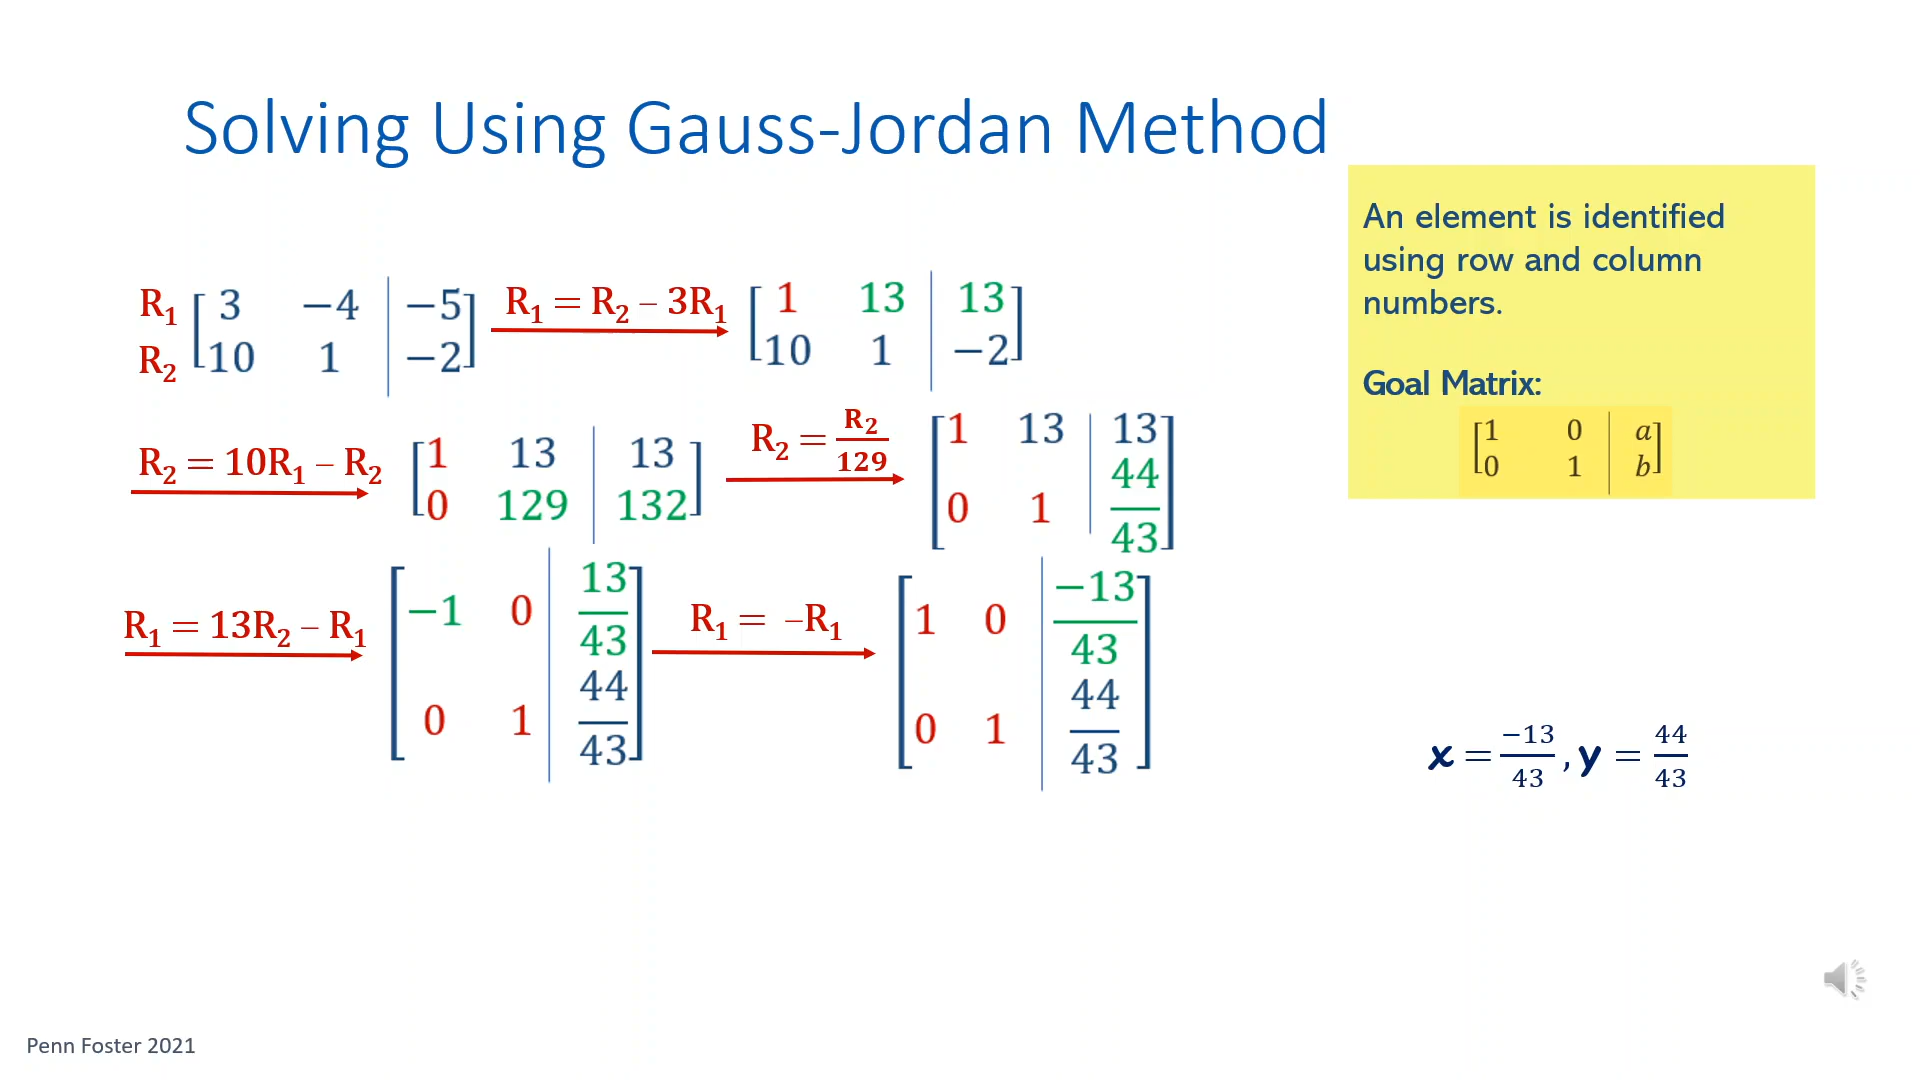 Solving Using Gauss-Jordan Method
An element is identified
using row and column
numbers.
Goal Matrix:
[1 0 | a]
[0 1 | b]
R₁ [3 −4 | −5]
R₂ [10 1 | −2]
R₁ = R₂ – 3R₁
[1 13 | 13]
[10 1 | −2]
R₂ = 10R₁ – R₂
[1 13 | 13]
[0 129 | 132]
R₂ = R₂/129
[1 13 | 13]
[0 1 | 44/43]
R₁ = 13R₂ – R₁
[−1 0 | 13/43]
[0 1 | 44/43]
R₁ = –R₁
[1 0 | −13/43]
[0 1 | 44/43]
x = −13/43 , y = 44/43
Penn Foster 2021